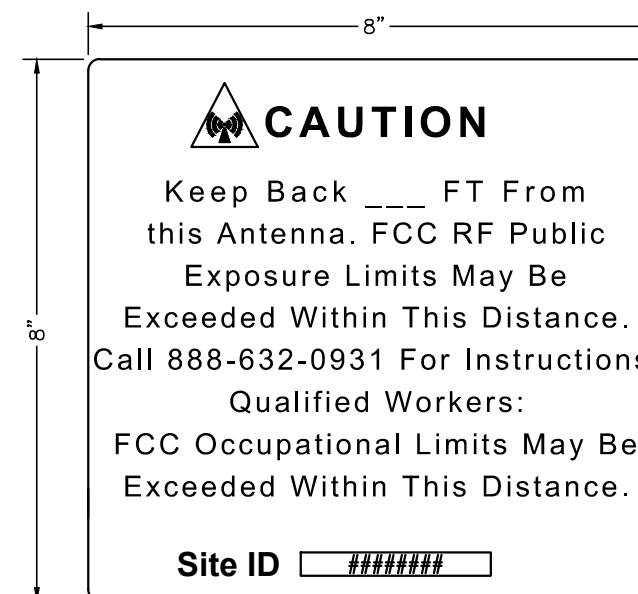 8"
CAUTION
8"
Keep Back ___ FT From
this Antenna. FCC RF Public
Exposure Limits May Be
Exceeded Within This Distance.
Call 888-632-0931 For Instructions
Qualified Workers:
FCC Occupational Limits May Be
Exceeded Within This Distance.
Site ID ########